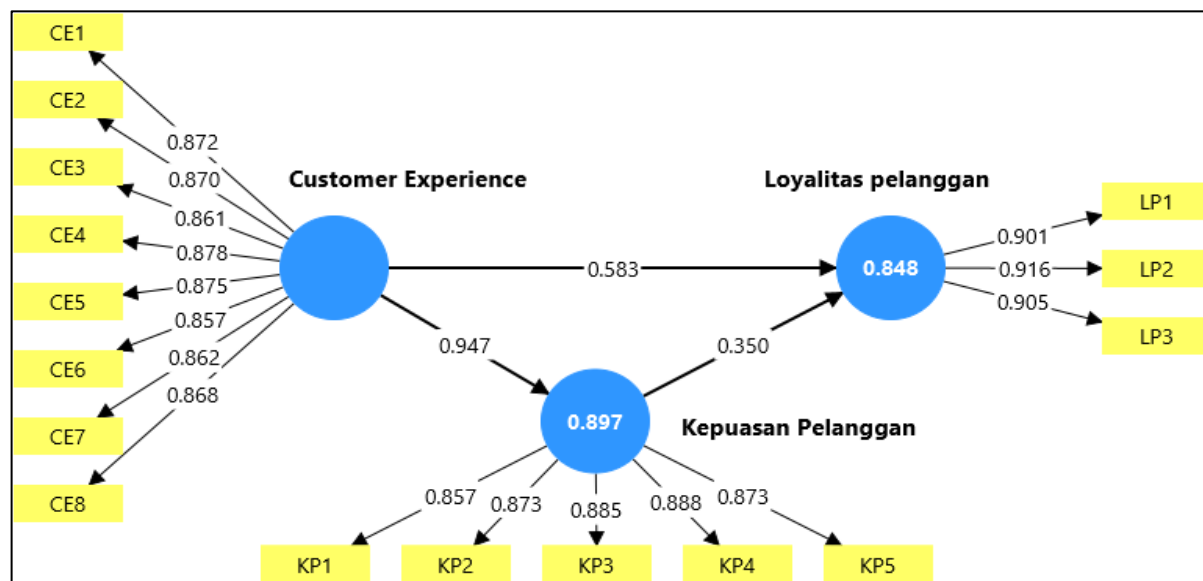 CE1
CE2
CE3
CE4
CE5
CE6
CE7
CE8
0.872
0.870
0.861
0.878
0.875
0.857
0.862
0.868
Customer Experience
Loyalitas pelanggan
0.583
0.848
0.901
0.916
0.905
LP1
LP2
LP3
0.947
0.350
0.897
Kepuasan Pelanggan
0.857
0.873
0.885
0.888
0.873
KP1
KP2
KP3
KP4
KP5